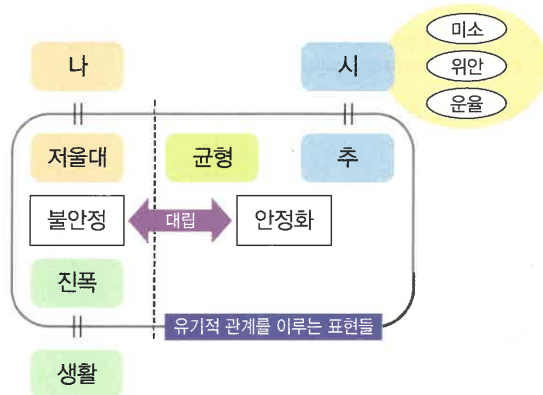 나
시
미소
위안
운율
저울대
균형
추
불안정
대립
안정화
진폭
유기적 관계를 이루는 표현들
생활